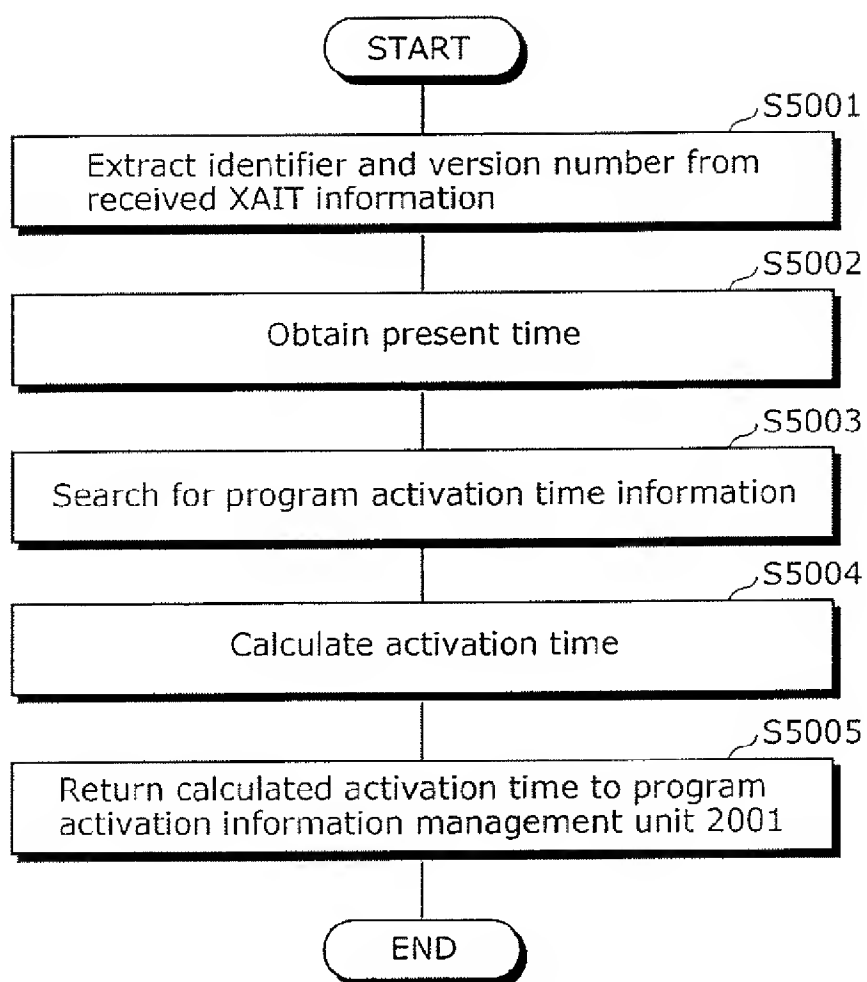 START
S5001
Extract identifier and version number from
received XAIT information
S5002
Obtain present time
S5003
Search for program activation time information
S5004
Calculate activation time
S5005
Return calculated activation time to program
activation information management unit 2001
END